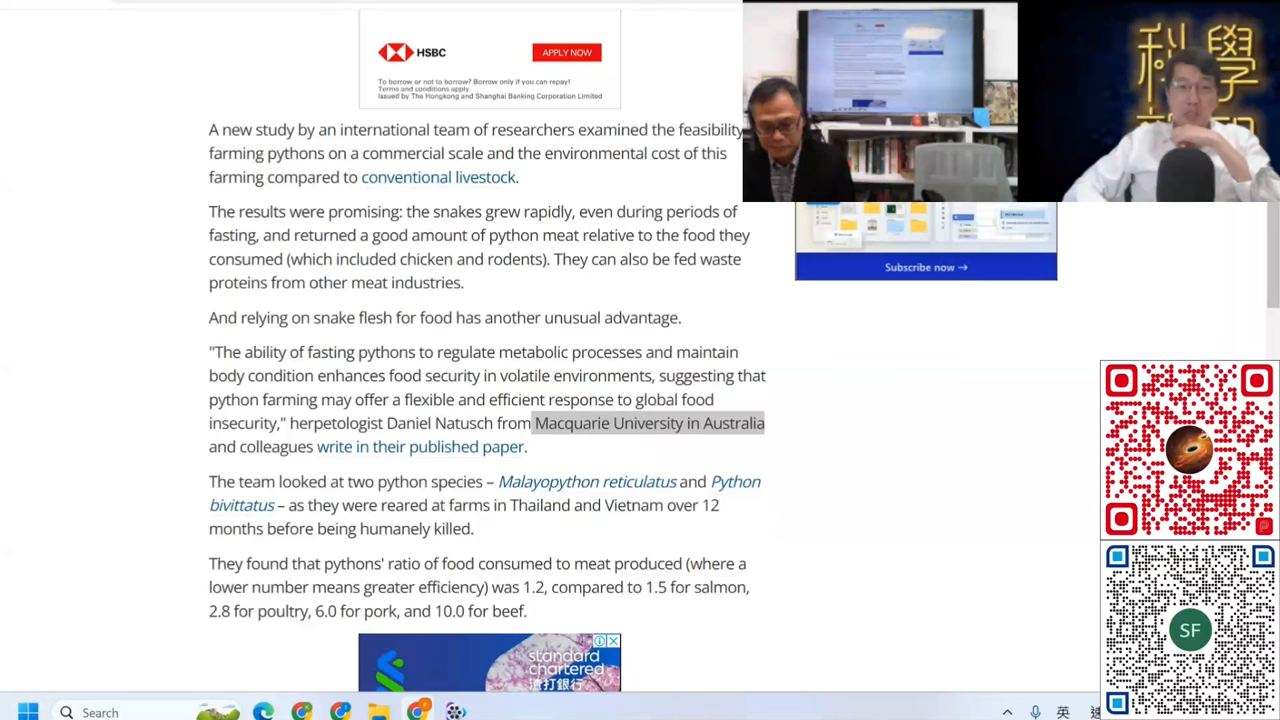 HSBC
APPLY NOW
To borrow or not to borrow? Borrow only if you can repay!
Terms and conditions apply.
Issued by The Hongkong and Shanghai Banking Corporation Limited
A new study by an international team of researchers examined the feasibility
farming pythons on a commercial scale and the environmental cost of this
farming compared to conventional livestock.
The results were promising: the snakes grew rapidly, even during periods of
fasting, and returned a good amount of python meat relative to the food they
consumed (which included chicken and rodents). They can also be fed waste
proteins from other meat industries.
And relying on snake flesh for food has another unusual advantage.
"The ability of fasting pythons to regulate metabolic processes and maintain
body condition enhances food security in volatile environments, suggesting that
python farming may offer a flexible and efficient response to global food
insecurity," herpetologist Daniel Natusch from Macquarie University in Australia
and colleagues write in their published paper.
The team looked at two python species – Malayopython reticulatus and Python
bivittatus – as they were reared at farms in Thailand and Vietnam over 12
months before being humanely killed.
They found that pythons' ratio of food consumed to meat produced (where a
lower number means greater efficiency) was 1.2, compared to 1.5 for salmon,
2.8 for poultry, 6.0 for pork, and 10.0 for beef.
standard
chartered
渣打銀行
科學
Subscribe now →
SF
Search
英